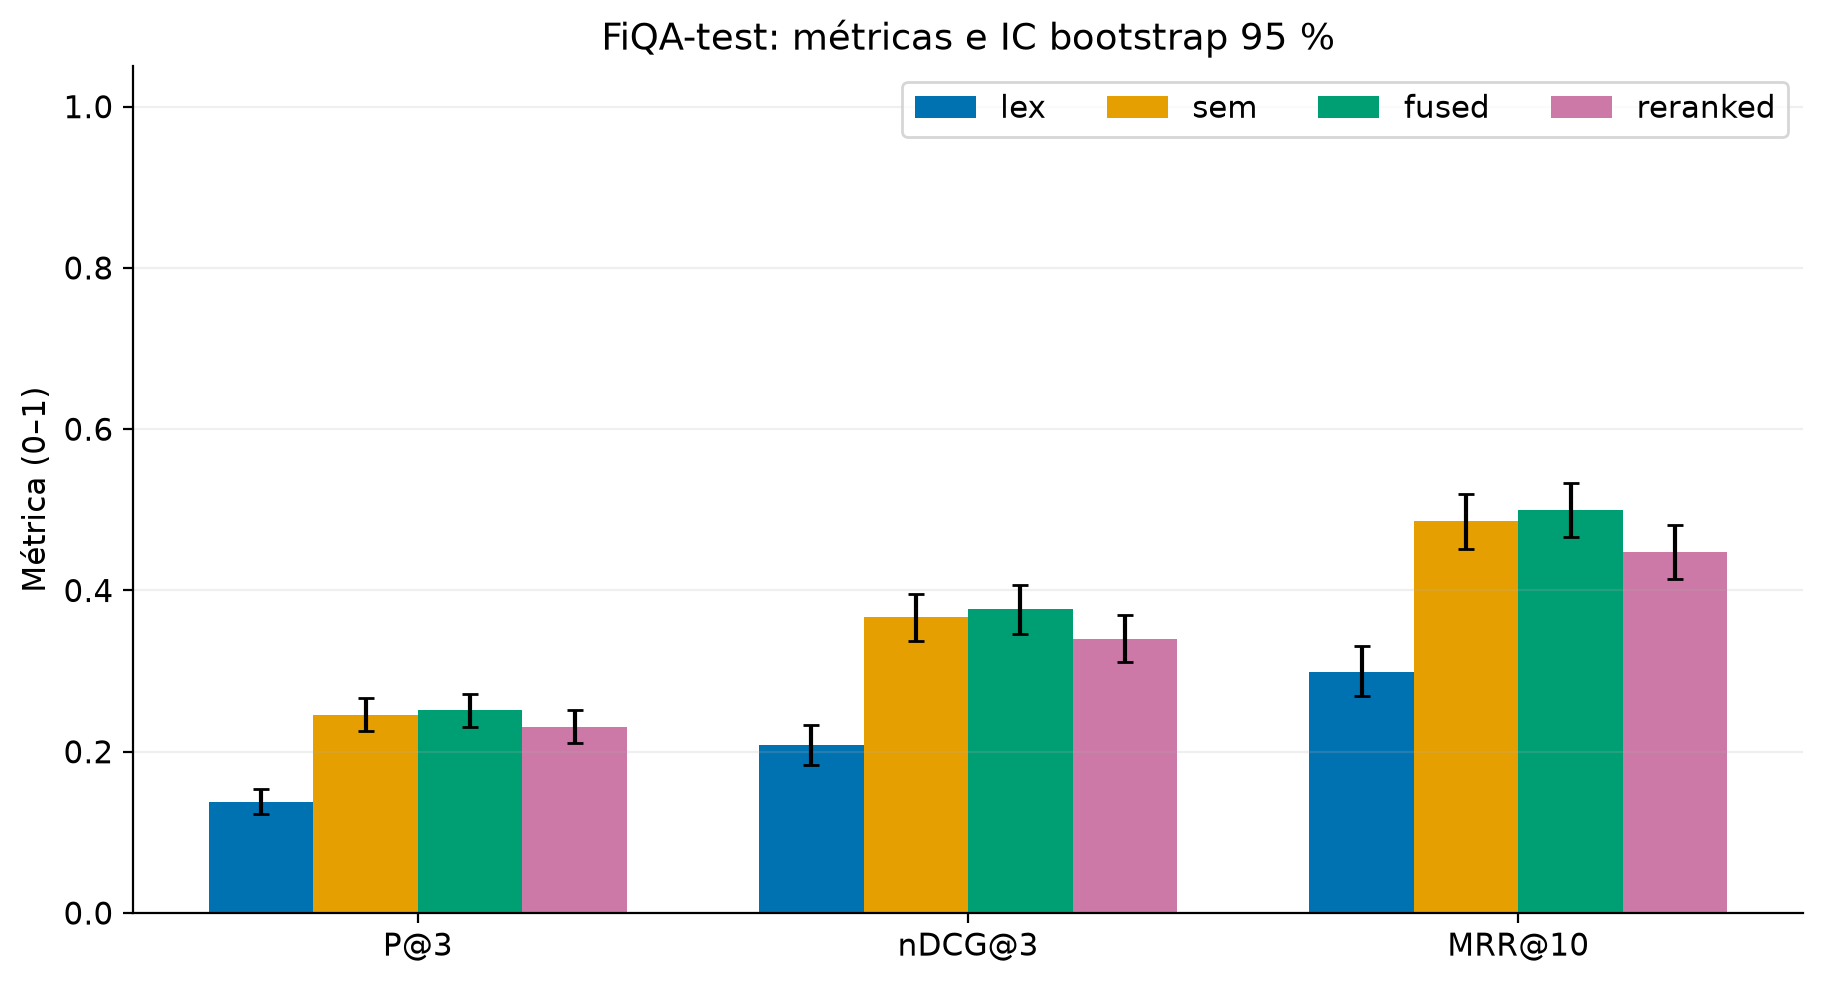 FiQA-test: métricas e IC bootstrap 95 %
lex sem fused reranked
Métrica (0–1)
1.0
0.8
0.6
0.4
0.2
0.0
P@3 nDCG@3 MRR@10